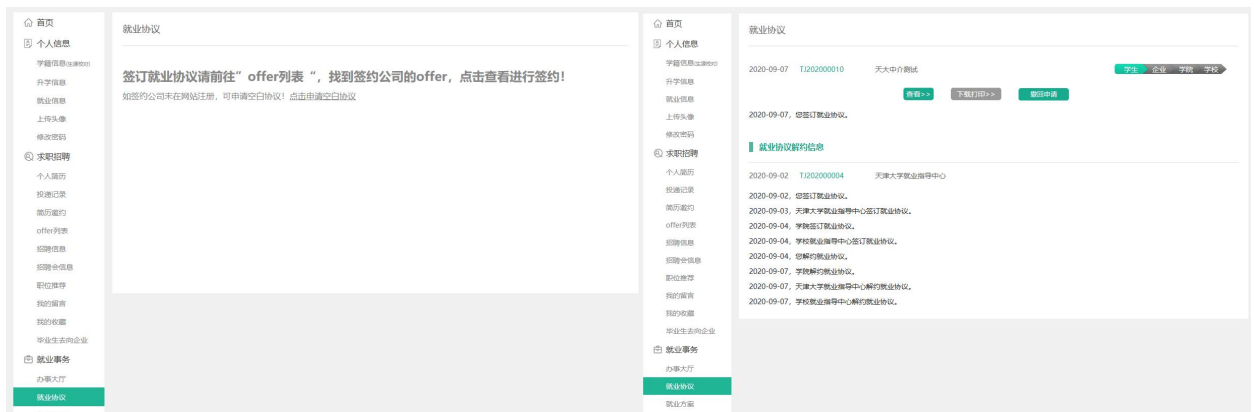 首页
个人信息
学籍信息(生源地ID)
升学信息
就业信息
上传头像
修改密码
求职招聘
个人简历
投递记录
简历邀约
offer列表
招聘信息
招聘会信息
职位推荐
我的留言
我的收藏
毕业生去向企业
就业事务
办事大厅
就业协议
就业协议
签订就业协议请前往”offer列表“，找到签约公司的offer，点击查看进行签约！
如签约公司未在网站注册，可申请空白协议！点击申请空白协议
首页
个人信息
学籍信息
升学信息
就业信息
上传头像
修改密码
求职招聘
个人简历
投递记录
简历邀约
offer列表
招聘信息
招聘会信息
职位推荐
我的留言
我的收藏
毕业生去向企业
就业事务
办事大厅
就业协议
就业方案
就业协议
2020-09-07 TJ202000010 天大中介测试 学生 企业 学院 学校
查看>> 下载打印>> 撤回申请
2020-09-07，您签订就业协议。
就业协议解约信息
2020-09-02 TJ202000004 天津大学就业指导中心
2020-09-02，您签订就业协议。
2020-09-03，天津大学就业指导中心签订就业协议。
2020-09-04，学院签订就业协议。
2020-09-04，学校就业指导中心签订就业协议。
2020-09-04，您解约就业协议。
2020-09-07，学院解约就业协议。
2020-09-07，天津大学就业指导中心解约就业协议。
2020-09-07，学校就业指导中心解约就业协议。